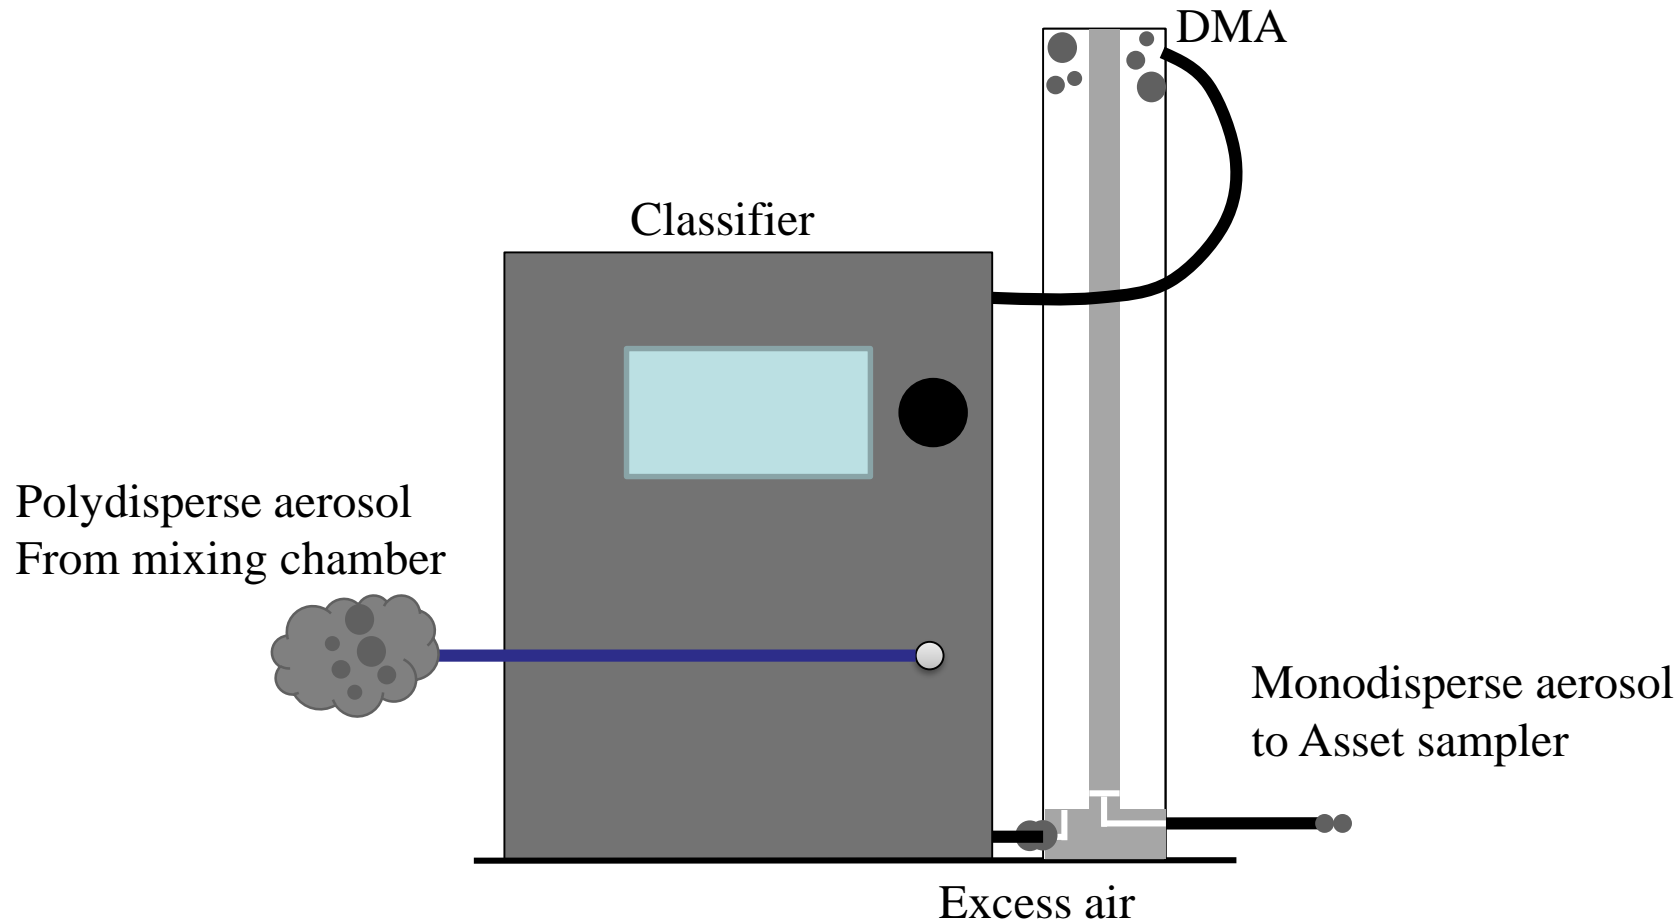 DMA
Classifier
Polydisperse aerosol
From mixing chamber
Monodisperse aerosol
to Asset sampler
Excess air